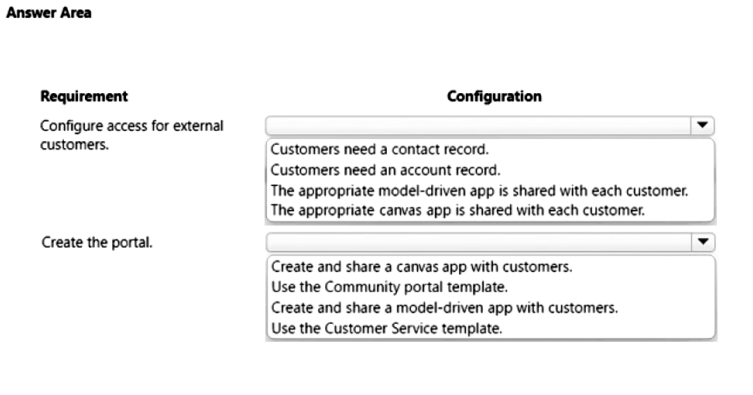 Answer Area
Requirement Configuration
Configure access for external
customers.
Customers need a contact record.
Customers need an account record.
The appropriate model-driven app is shared with each customer.
The appropriate canvas app is shared with each customer.
Create the portal.
Create and share a canvas app with customers.
Use the Community portal template.
Create and share a model-driven app with customers.
Use the Customer Service template.